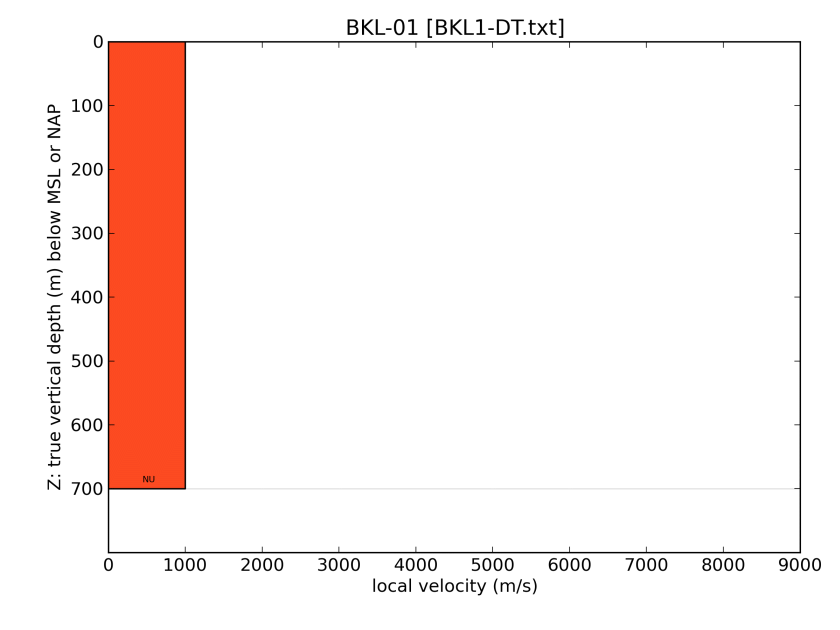 BKL-01 [BKL1-DT.txt]
Z: true vertical depth (m) below MSL or NAP
0
100
200
300
400
500
600
700
NU
0 1000 2000 3000 4000 5000 6000 7000 8000 9000
local velocity (m/s)